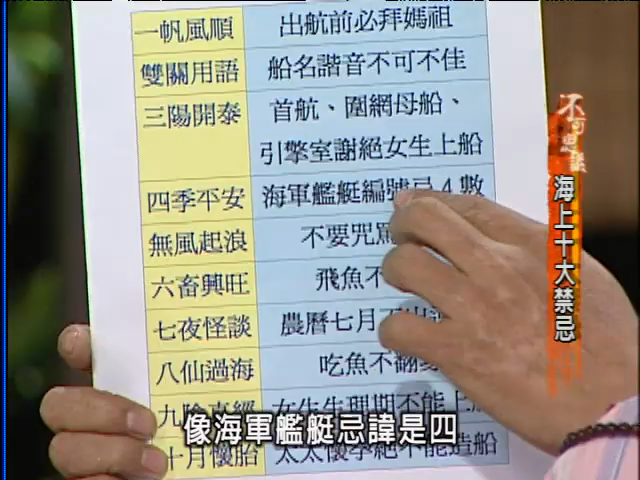 一帆風順 出航前必拜媽祖
雙關用語 船名諧音不可不佳
三陽開泰 首航、圍網母船、
引擎室謝絕女生上船
四季平安 海軍艦艇編號忌4數
無風起浪 不要咒罵
六畜興旺 飛魚不
七夜怪談 農曆七月不
八仙過海 吃魚不翻
九陰真經 女生生理期不能上
十月懷胎 太太懷孕絕不能造船
不可思議
海上十大禁忌
像海軍艦艇忌諱是四